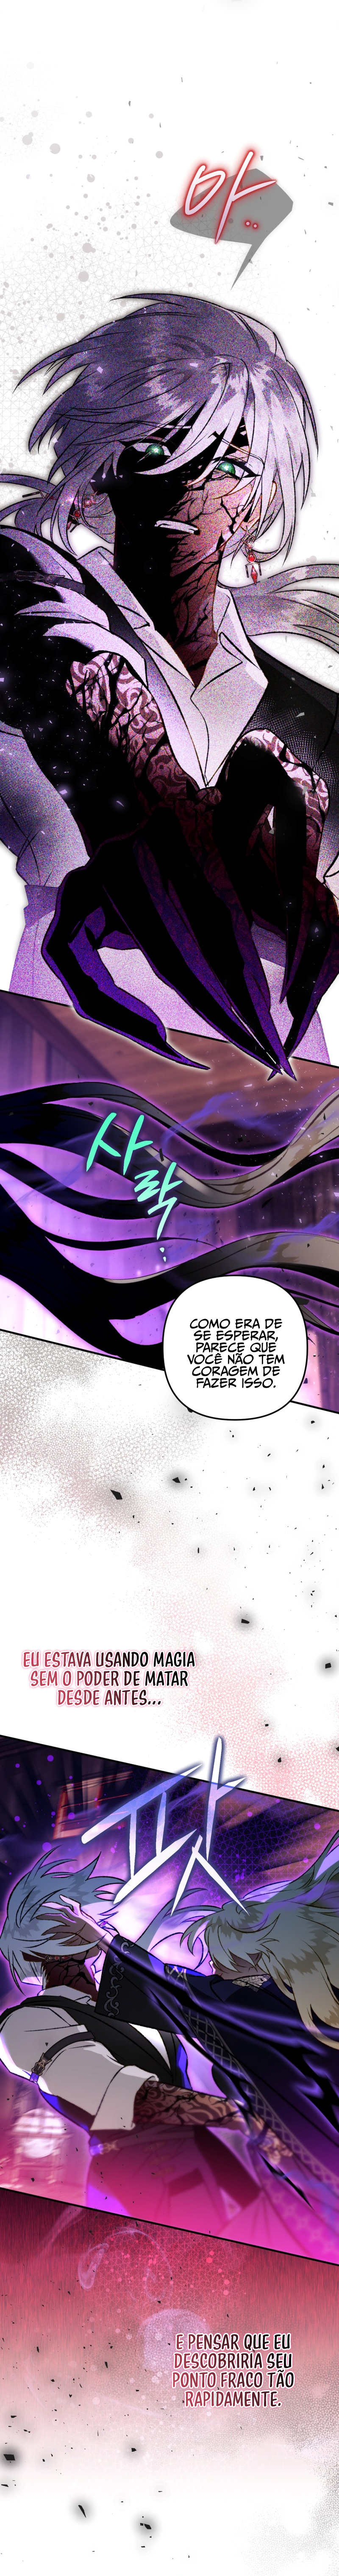 아..
사
락
COMO ERA DE
SE ESPERAR,
PARECE QUE
VOCÊ NÃO TEM
CORAGEM DE
FAZER ISSO.
EU ESTAVA USANDO MAGIA
SEM O PODER DE MATAR
DESDE ANTES...
콱
E PENSAR QUE EU
DESCOBRIRIA SEU
PONTO FRACO TÃO
RAPIDAMENTE.